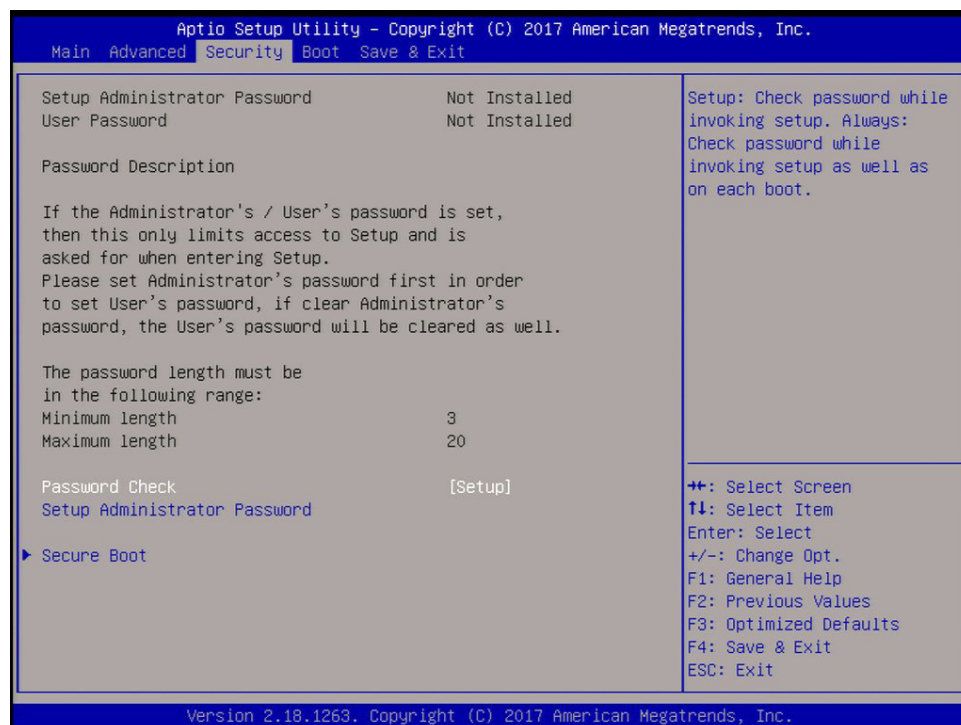 Aptio Setup Utility – Copyright (C) 2017 American Megatrends, Inc.
Main Advanced Security Boot Save & Exit
Setup Administrator Password Not Installed
User Password Not Installed
Password Description
If the Administrator's / User's password is set,
then this only limits access to Setup and is
asked for when entering Setup.
Please set Administrator's password first in order
to set User's password, if clear Administrator's
password, the User's password will be cleared as well.
The password length must be
in the following range:
Minimum length 3
Maximum length 20
Password Check [Setup]
Setup Administrator Password
▶ Secure Boot
Setup: Check password while
invoking setup. Always:
Check password while
invoking setup as well as
on each boot.
→←: Select Screen
↑↓: Select Item
Enter: Select
+/-: Change Opt.
F1: General Help
F2: Previous Values
F3: Optimized Defaults
F4: Save & Exit
ESC: Exit
Version 2.18.1263. Copyright (C) 2017 American Megatrends, Inc.